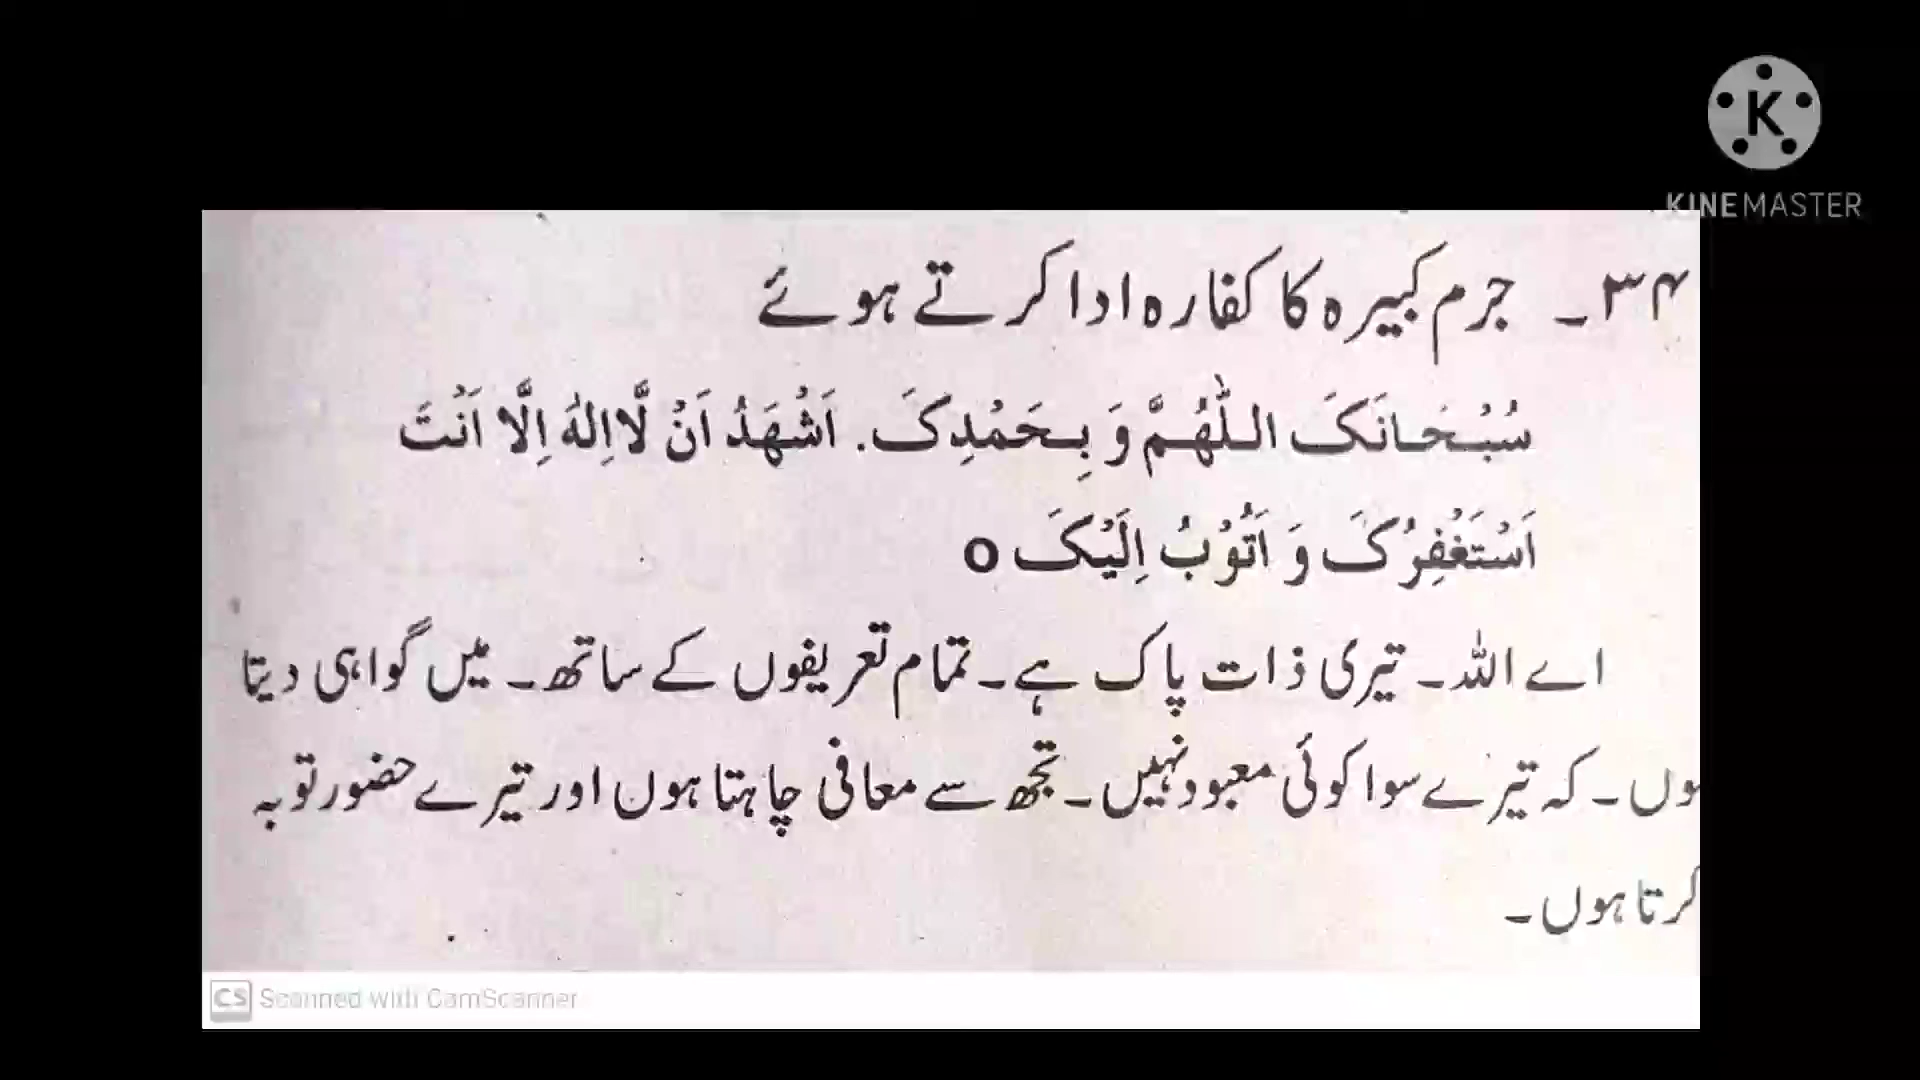 KINEMASTER
۳۴۔ جرم کبیرہ کا کفارہ ادا کرتے ہوئے
سُبْحَانَکَ اللّٰهُمَّ وَ بِحَمْدِکَ. اَشْهَدُ اَنْ لَّا اِلٰهَ اِلَّا اَنْتَ
اَسْتَغْفِرُکَ وَ اَتُوْبُ اِلَیْکَ o
اے اللہ۔ تیری ذات پاک ہے۔ تمام تعریفوں کے ساتھ۔ میں گواہی دیتا
ہوں۔ کہ تیرے سوا کوئی معبود نہیں۔ تجھ سے معافی چاہتا ہوں اور تیرے حضور توبہ
کرتا ہوں۔
CS Scanned with CamScanner